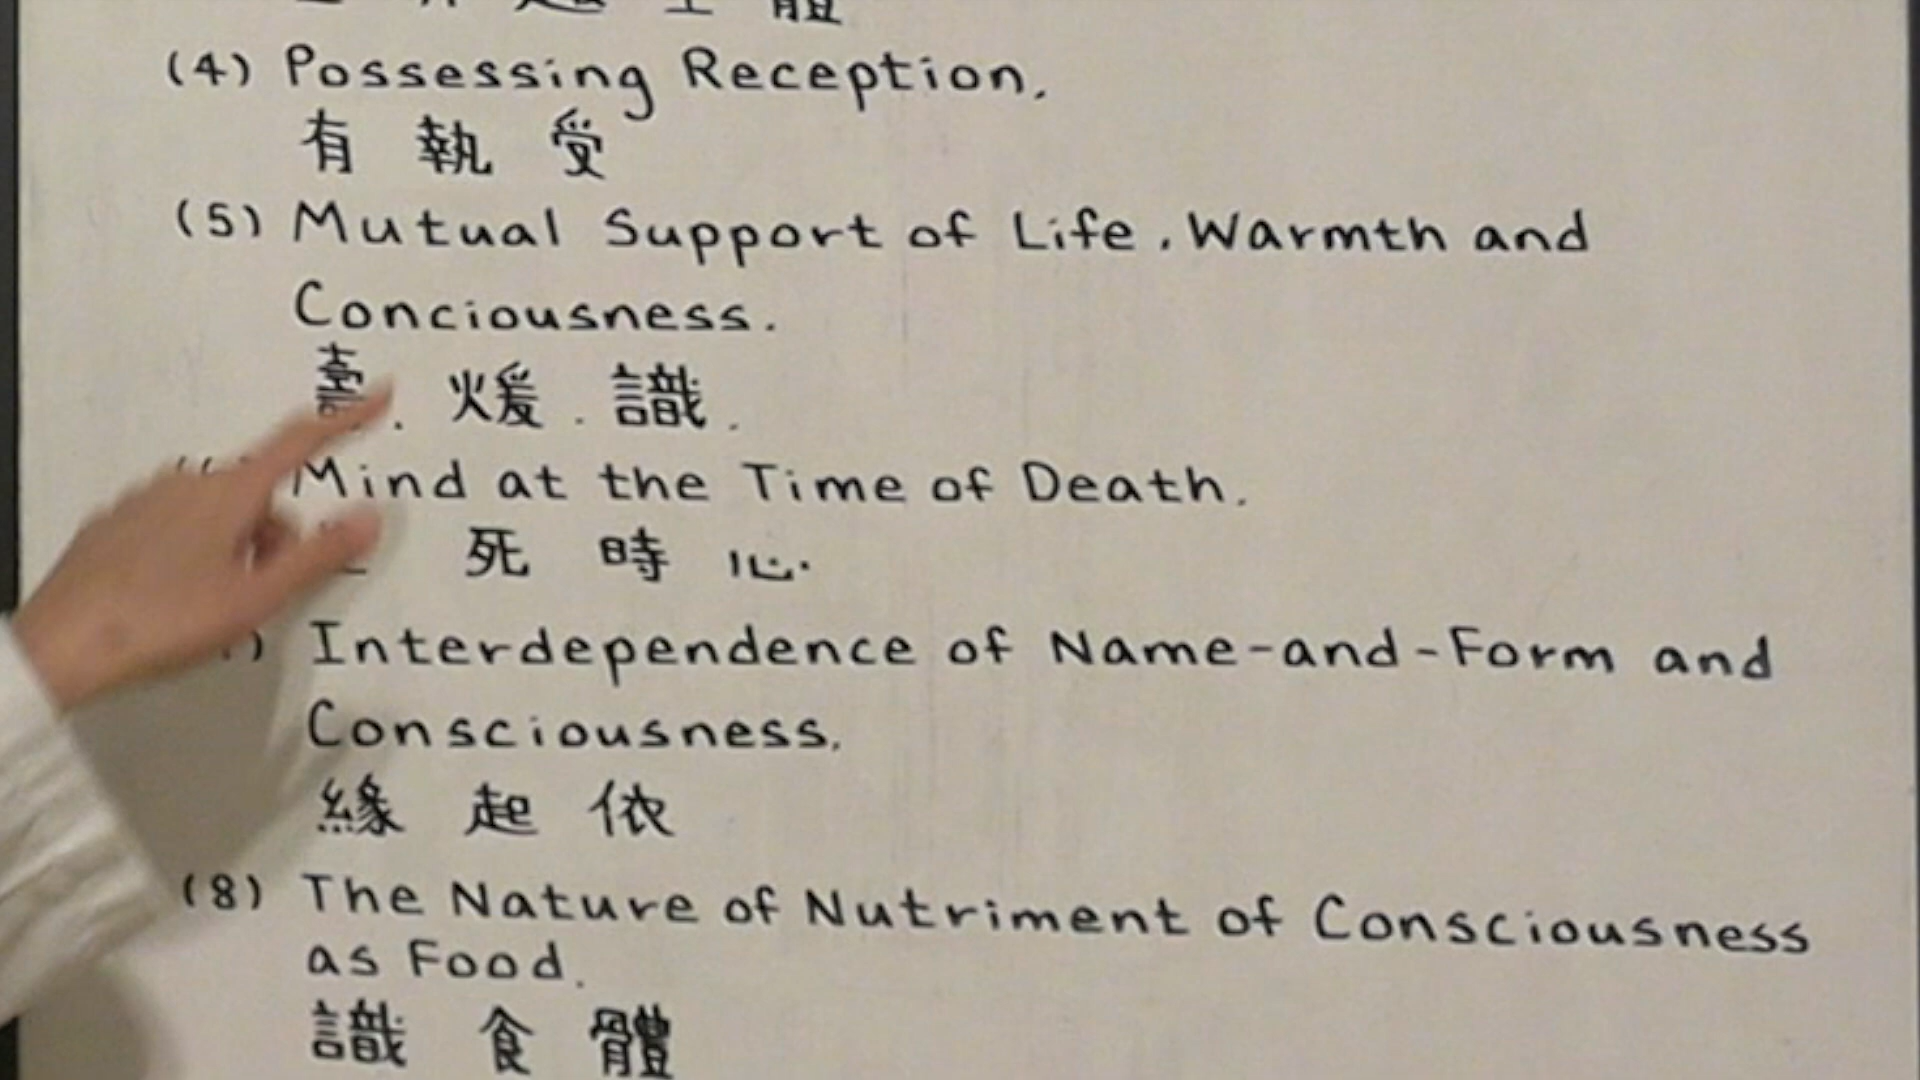 體
(4) Possessing Reception.
有 執 受
(5) Mutual Support of Life, Warmth and
Conciousness.
壽. 煖. 識.
Mind at the Time of Death.
死 時 心.
Interdependence of Name-and-Form and
Consciousness.
緣 起 依
(8) The Nature of Nutriment of Consciousness
as Food.
識 食 體